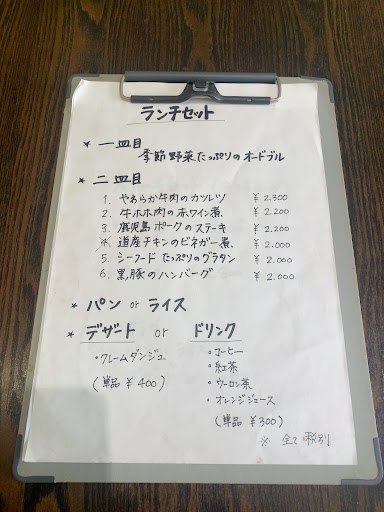 ランチセット
* 一皿目
季節野菜たっぷりのオードブル
* 二皿目
1. やわらか牛肉のカツレツ ¥2.300
2. 牛ホホ肉の赤ワイン煮 ¥2.200
3. 鹿児島ポークのステーキ ¥2.200
4. 道産チキンのビネガー煮 ¥2.000
5. シーフードたっぷりのグラタン ¥2.000
6. 黒豚のハンバーグ ¥2.000
* パン or ライス
* デザート or ドリンク
・クレームダンジュ
(単品 ¥400)
・コーヒー
・紅茶
・ウーロン茶
・オレンジジュース
(単品 ¥300)
※ 全て税別